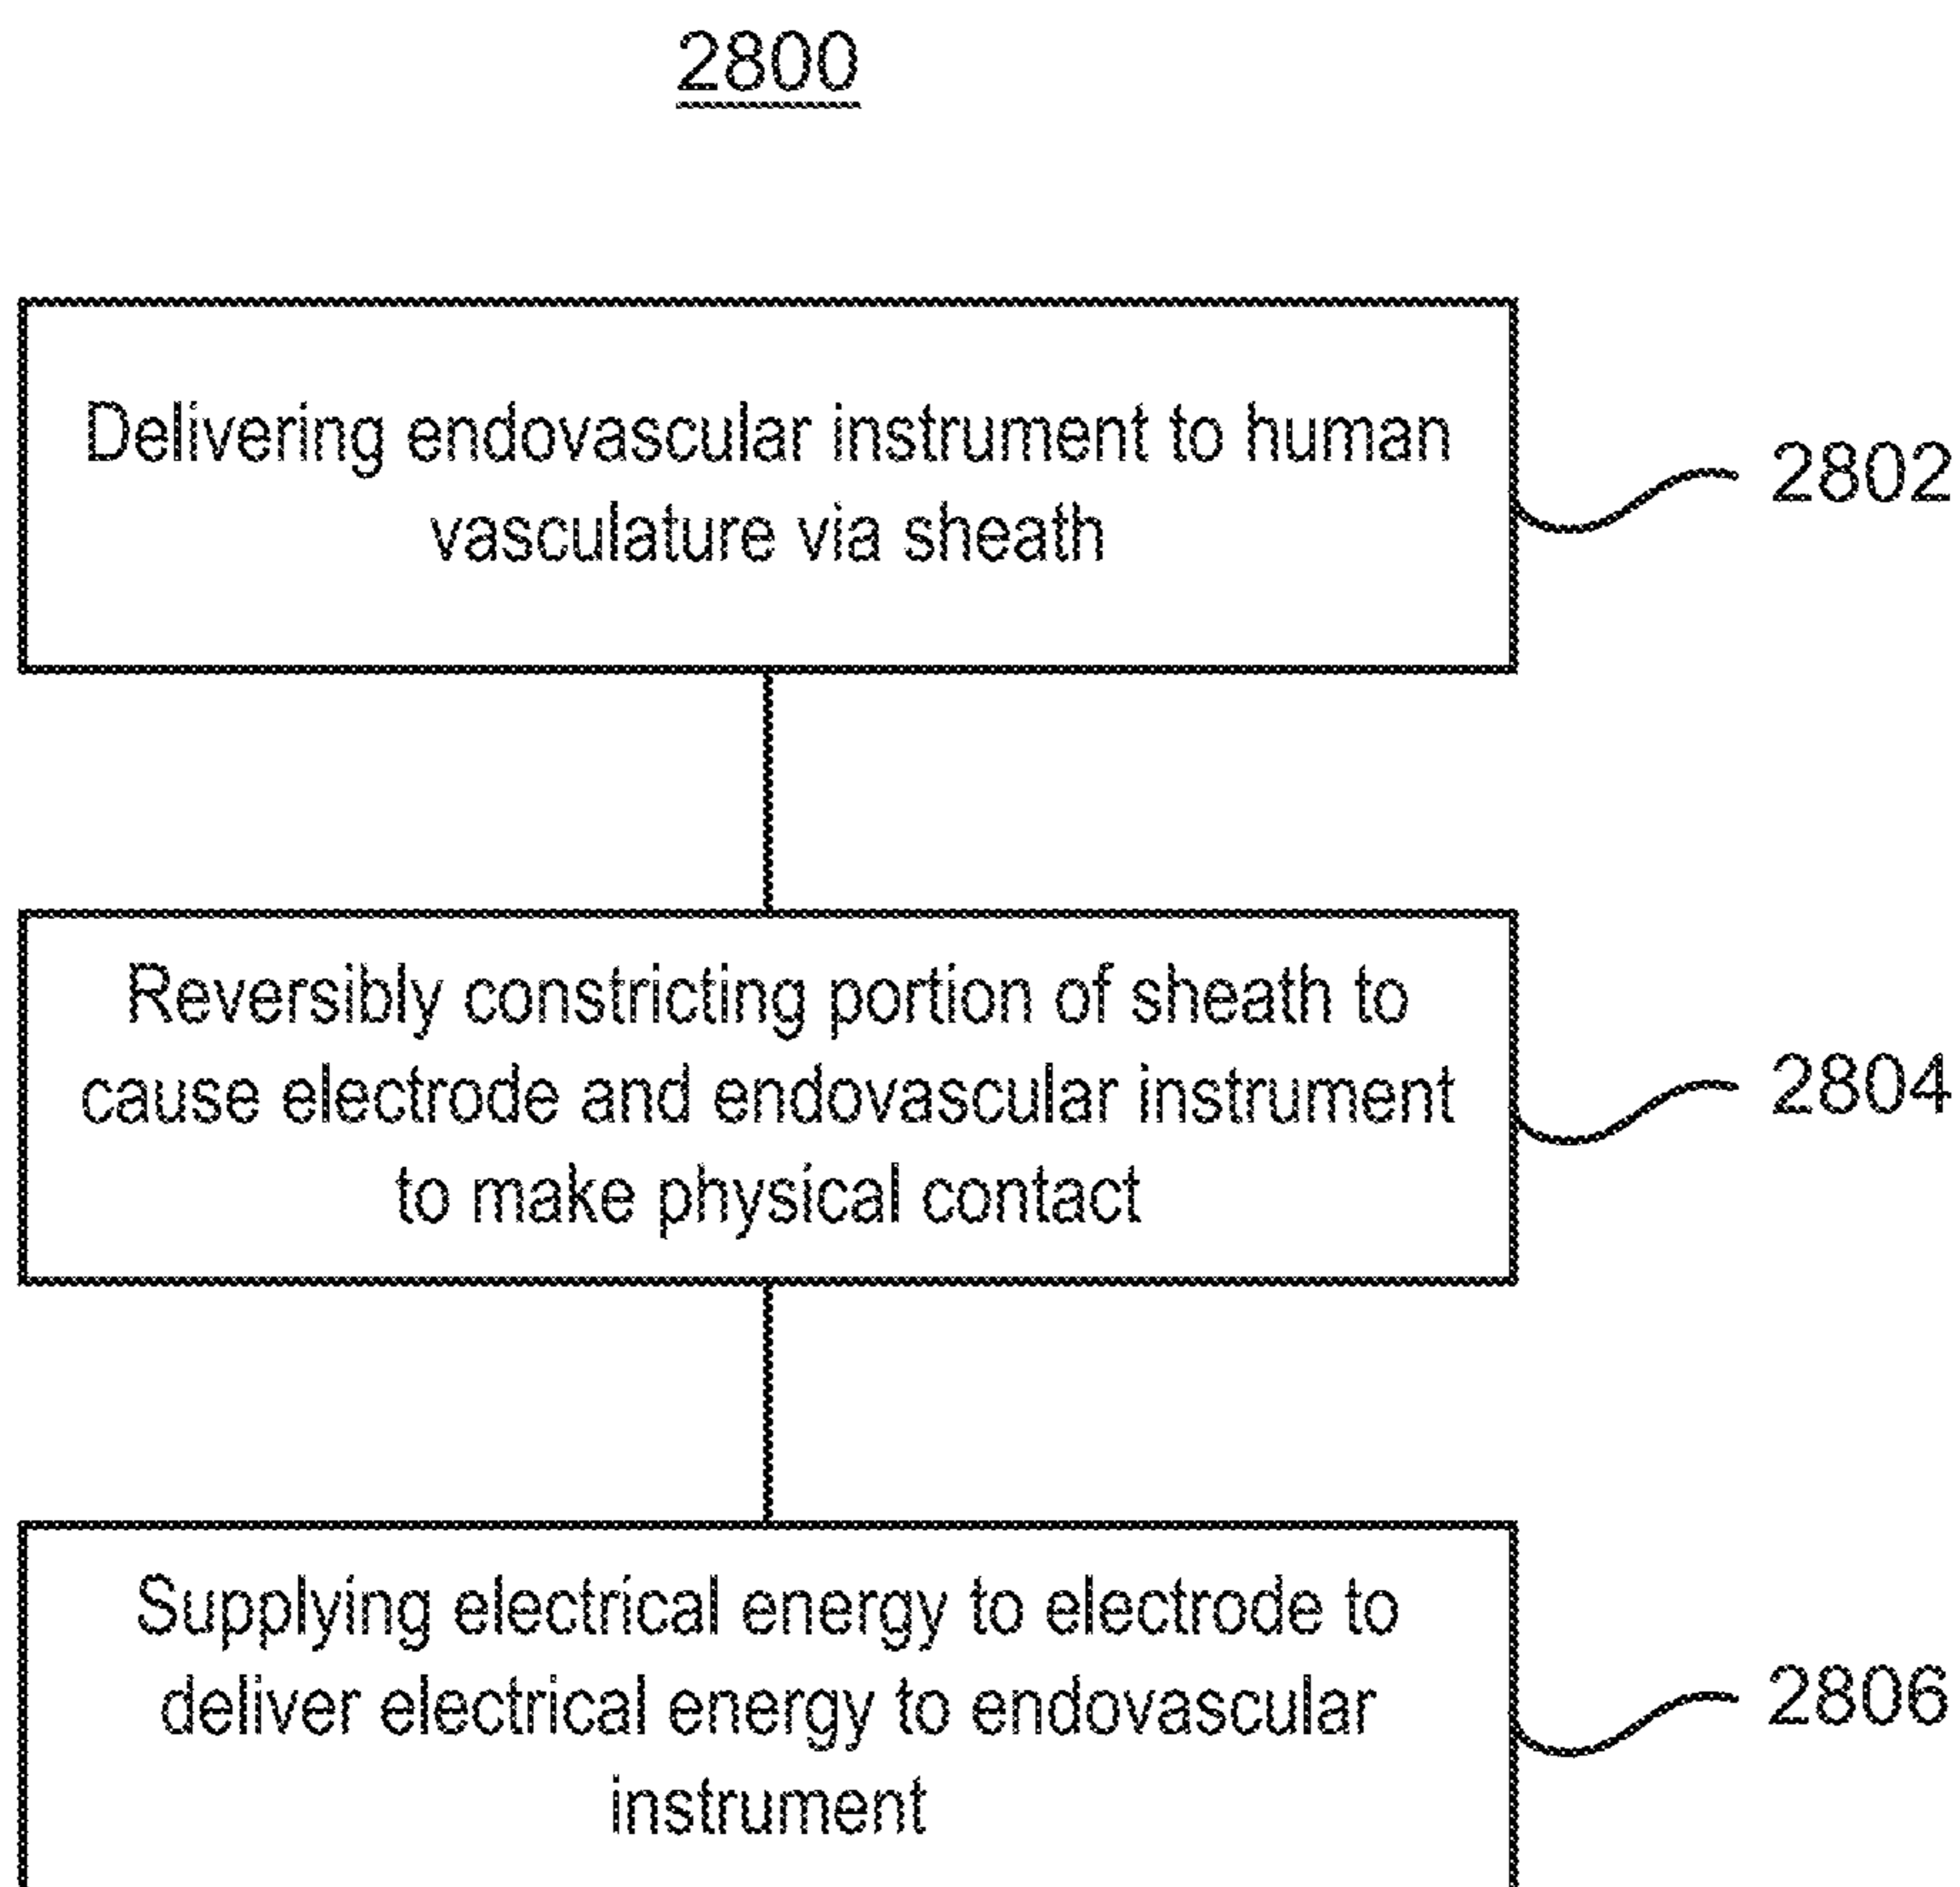 2800
Delivering endovascular instrument to human
vasculature via sheath
2802
Reversibly constricting portion of sheath to
cause electrode and endovascular instrument
to make physical contact
2804
Supplying electrical energy to electrode to
deliver electrical energy to endovascular
instrument
2806